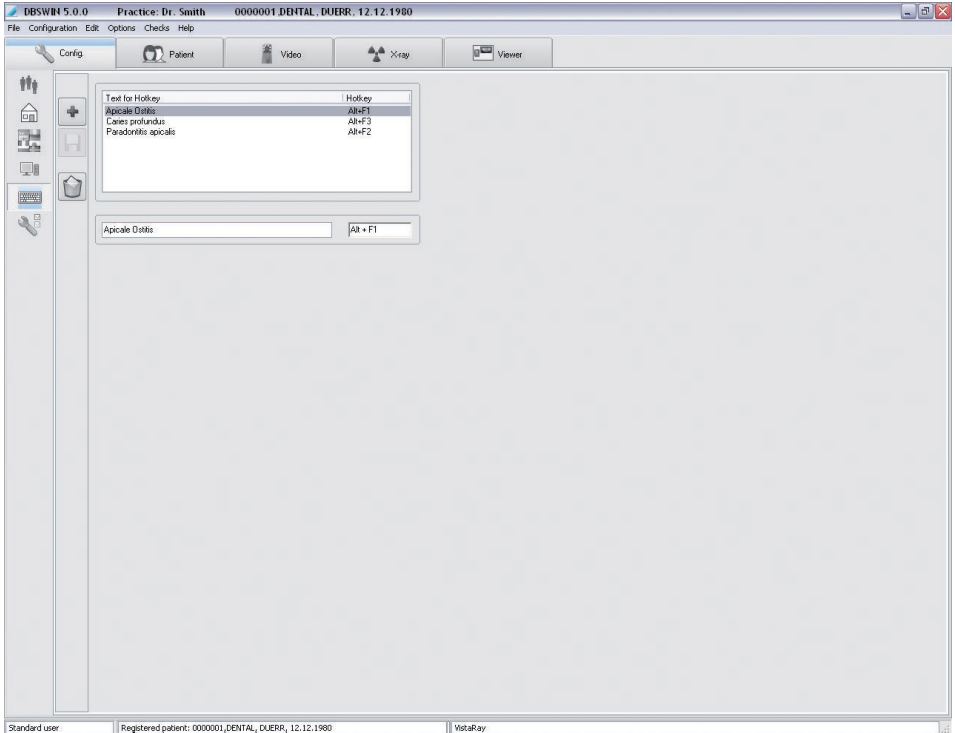 DBSWIN 5.0.0 Practice: Dr. Smith 0000001 ,DENTAL , DUERR , 12.12.1980
File Configuration Edit Options Checks Help
Config. Patient Video X-ray Viewer
Text for Hotkey Hotkey
Apicale Ostitis Alt+F1
Caries profundus Alt+F3
Paradontitis apicalis Alt+F2
Apicale Ostitis Alt + F1
Standard user Registered patient: 0000001,DENTAL, DUERR, 12.12.1980 VistaRay